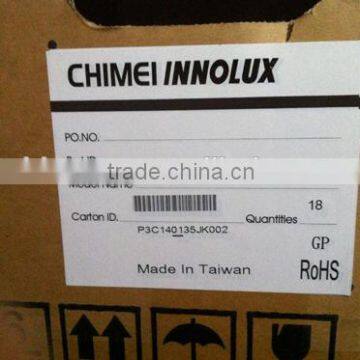 CHIMEI INNOLUX
PO.NO.
trade.china.cn
Model Name
Carton ID.
Quantities 18
P3C140135JK002
GP
Made In Taiwan RoHS